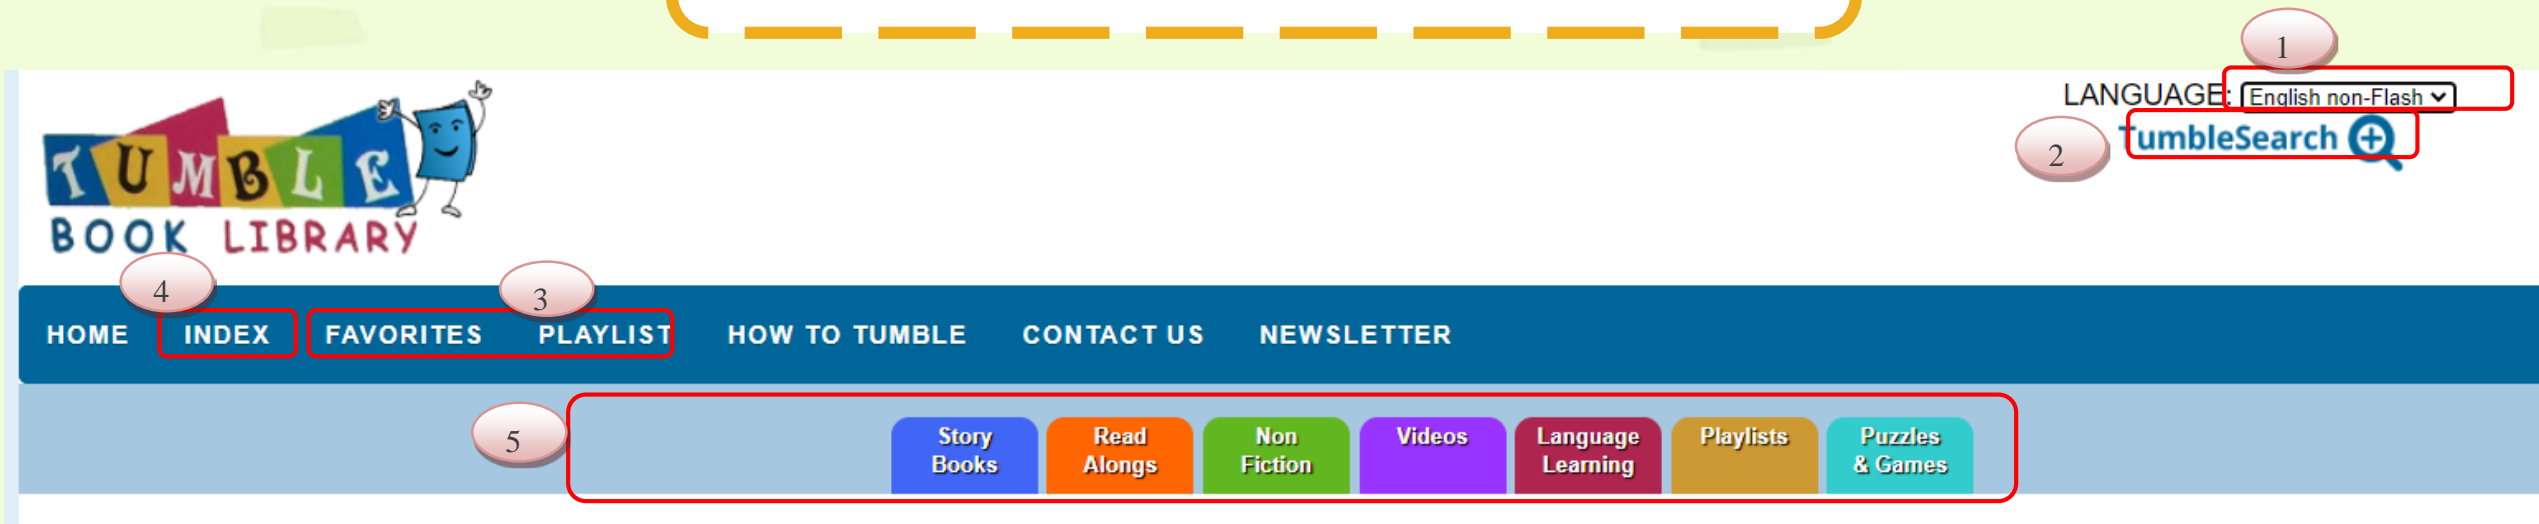 1
LANGUAGE: English non-Flash
2
TumbleSearch
TUMBLE
BOOK LIBRARY
4
3
HOME INDEX FAVORITES PLAYLIST HOW TO TUMBLE CONTACT US NEWSLETTER
5
Story Books
Read Alongs
Non Fiction
Videos
Language Learning
Playlists
Puzzles & Games